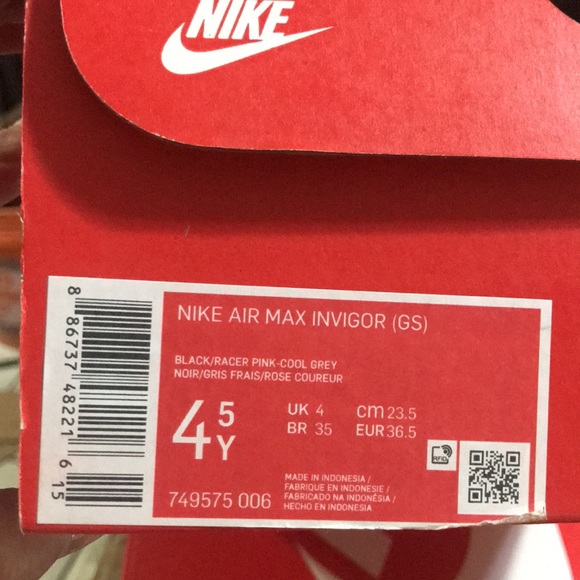 NIKE
NIKE AIR MAX INVIGOR (GS)
BLACK/RACER PINK-COOL GREY
NOIR/GRIS FRAIS/ROSE COUREUR
4 5 Y
UK 4 cm 23.5
BR 35 EUR 36.5
RFID
MADE IN INDONESIA/
FABRIQUE EN INDONESIE/
FABRICADO NA INDONÉSIA/
HECHO EN INDONESIA
749575 006
8 86737 48221 6 15